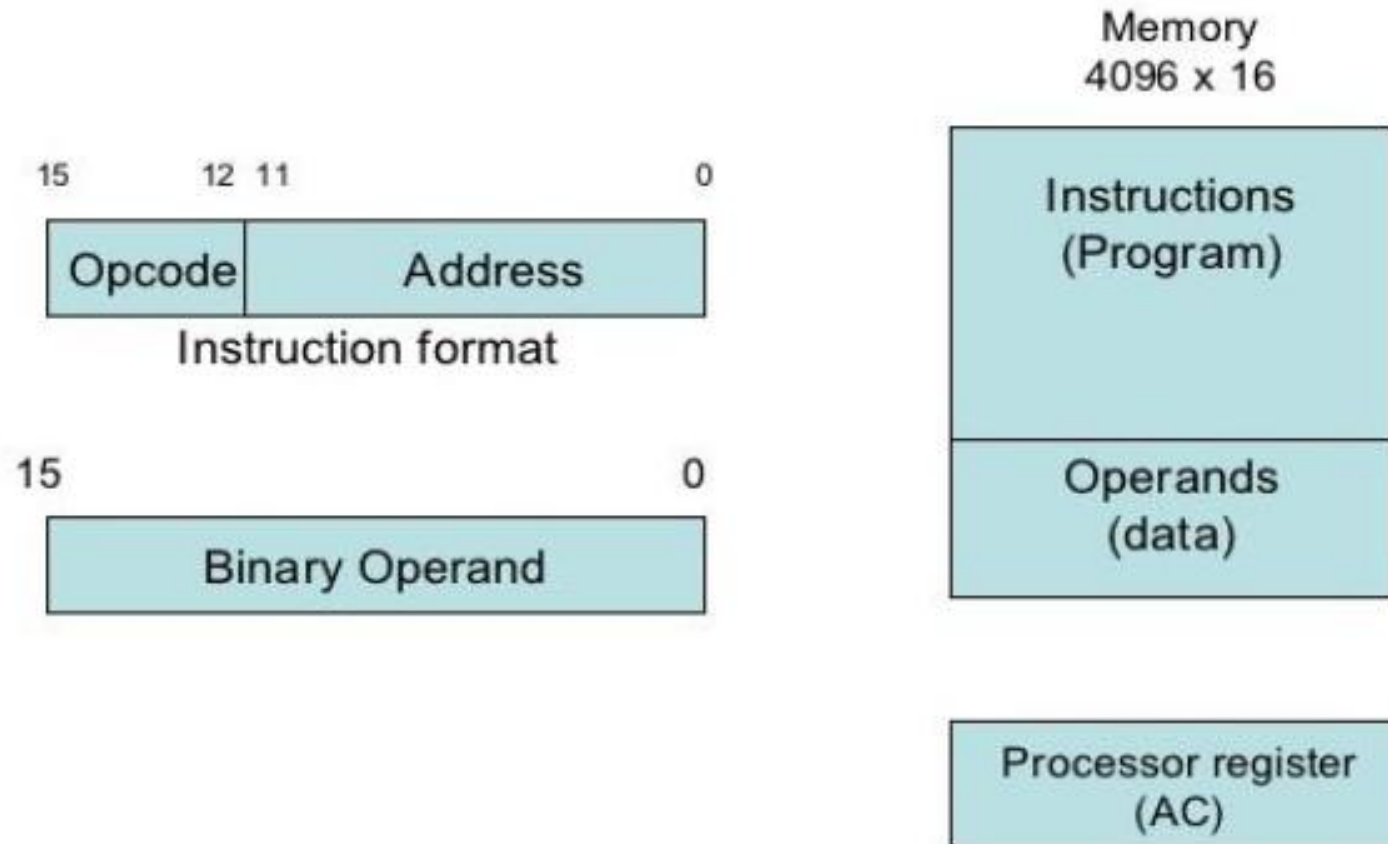 Memory
4096 x 16
15 12 11 0
Opcode Address
Instruction format
15 0
Binary Operand
Instructions
(Program)
Operands
(data)
Processor register
(AC)